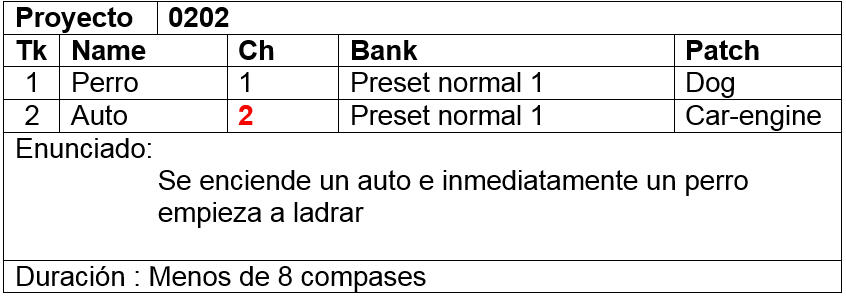 Proyecto 0202
Tk Name Ch Bank Patch
1 Perro 1 Preset normal 1 Dog
2 Auto 2 Preset normal 1 Car-engine
Enunciado:
Se enciende un auto e inmediatamente un perro
empieza a ladrar
Duración : Menos de 8 compases